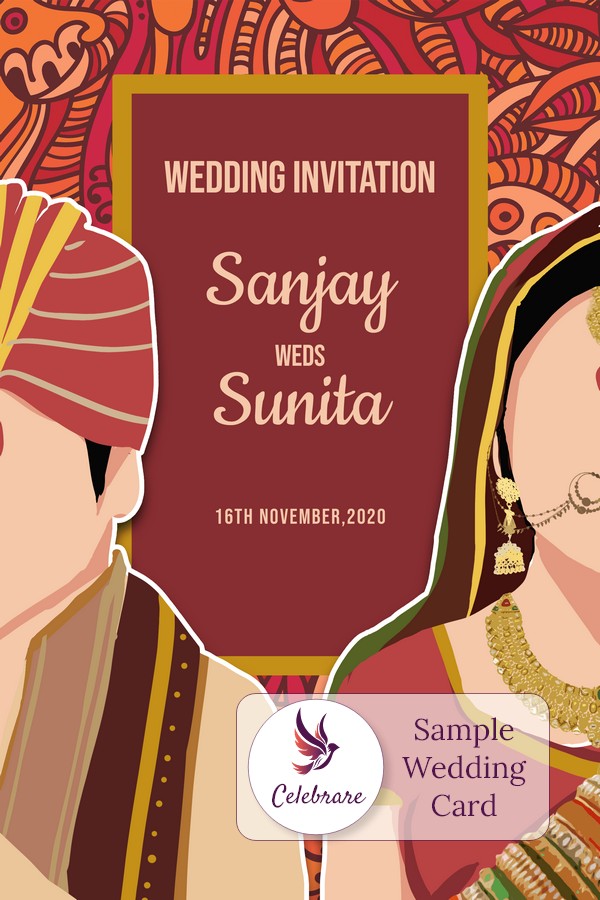 WEDDING INVITATION
Sanjay
WEDS
Sunita
16TH NOVEMBER,2020
Celebrare
Sample
Wedding
Card